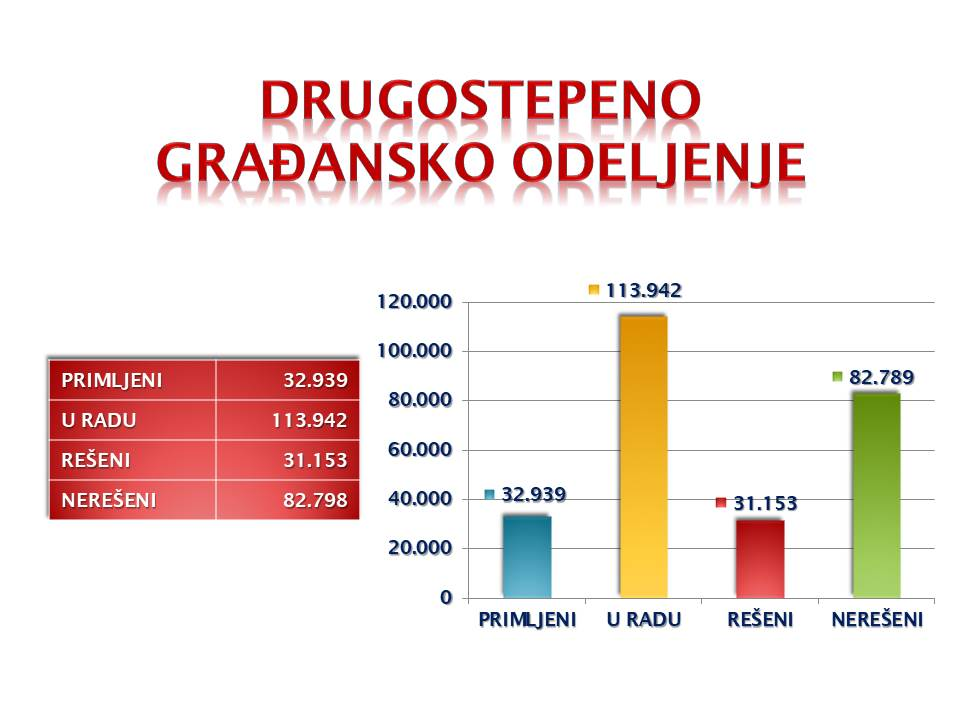 DRUGOSTEPENO
GRAĐANSKO ODELJENJE
PRIMLJENI 32.939
U RADU 113.942
REŠENI 31.153
NEREŠENI 82.798
120.000
100.000
80.000
60.000
40.000
20.000
0
32.939
113.942
31.153
82.789
PRIMLJENI U RADU REŠENI NEREŠENI